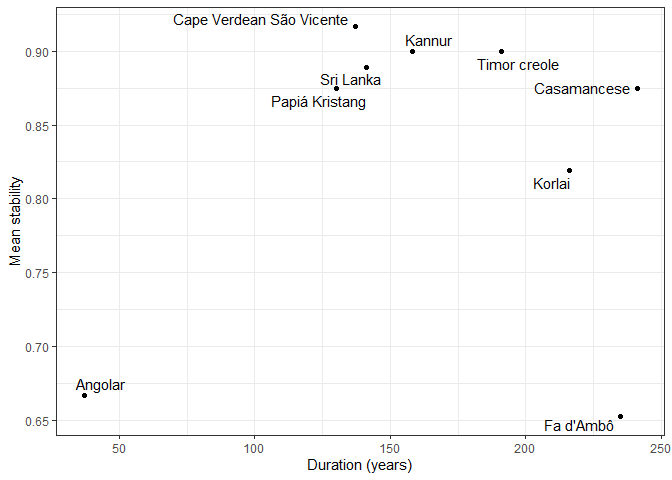 Cape Verdean São Vicente
Kannur
0.90
Timor creole
Sri Lanka
Casamancese
Papiá Kristang
0.85
Korlai
0.80
Mean stability
0.75
0.70
Angolar
0.65
Fa d'Ambô
50
100
150
200
250
Duration (years)